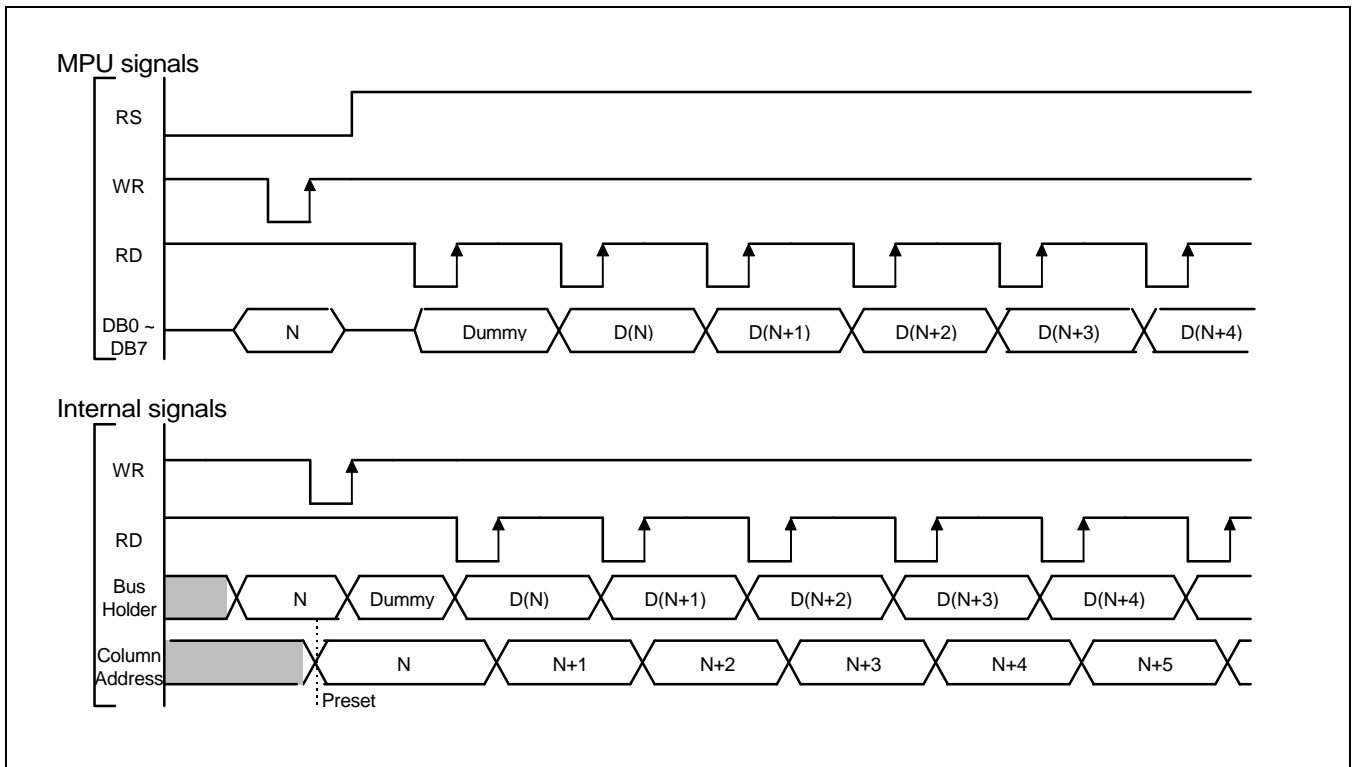 MPU signals
RS
WR
RD
DB0 ~
DB7
N
Dummy
D(N)
D(N+1)
D(N+2)
D(N+3)
D(N+4)
Internal signals
WR
RD
Bus
Holder
N
Dummy
D(N)
D(N+1)
D(N+2)
D(N+3)
D(N+4)
Column
Address
N
N+1
N+2
N+3
N+4
N+5
Preset